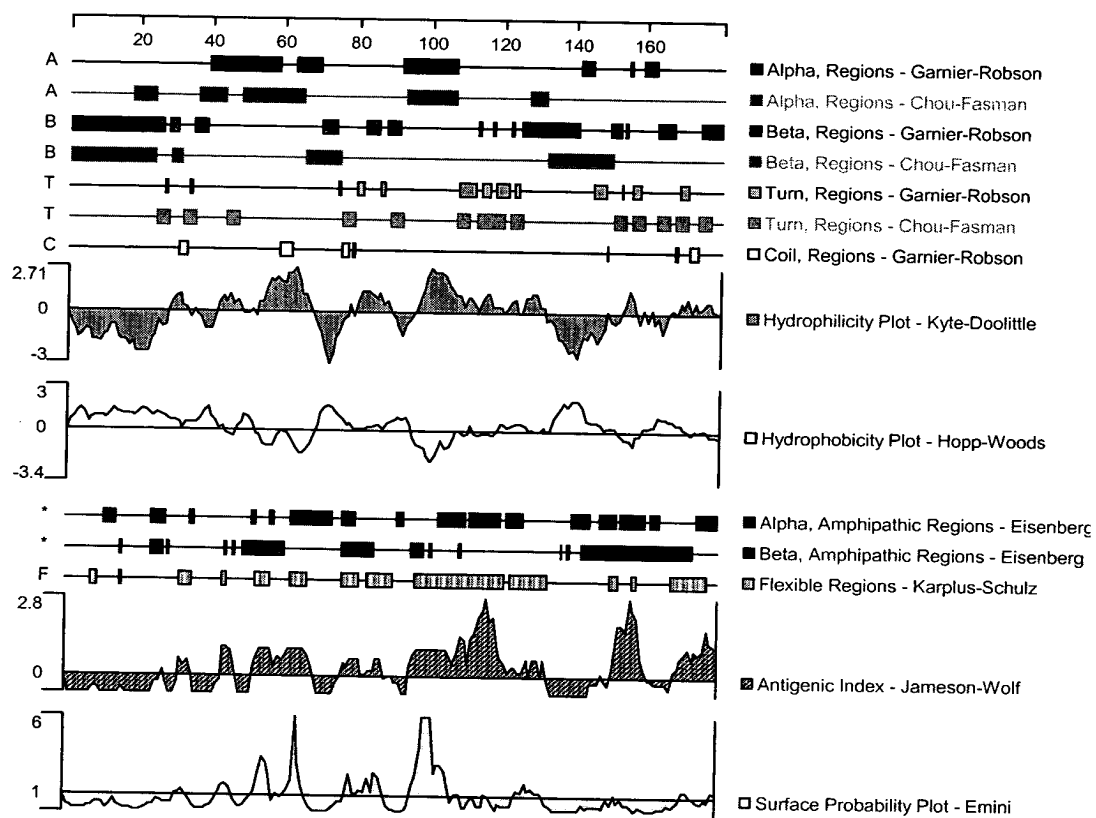 20 40 60 80 100 120 140 160
A Alpha, Regions - Garnier-Robson
A Alpha, Regions - Chou-Fasman
B Beta, Regions - Garnier-Robson
B Beta, Regions - Chou-Fasman
T Turn, Regions - Garnier-Robson
T Turn, Regions - Chou-Fasman
C Coil, Regions - Garnier-Robson
2.71
0
Hydrophilicity Plot - Kyte-Doolittle
-3
3
0
Hydrophobicity Plot - Hopp-Woods
-3.4
* Alpha, Amphipathic Regions - Eisenberg
* Beta, Amphipathic Regions - Eisenberg
F Flexible Regions - Karplus-Schulz
2.8
0
Antigenic Index - Jameson-Wolf
6
1
Surface Probability Plot - Emini